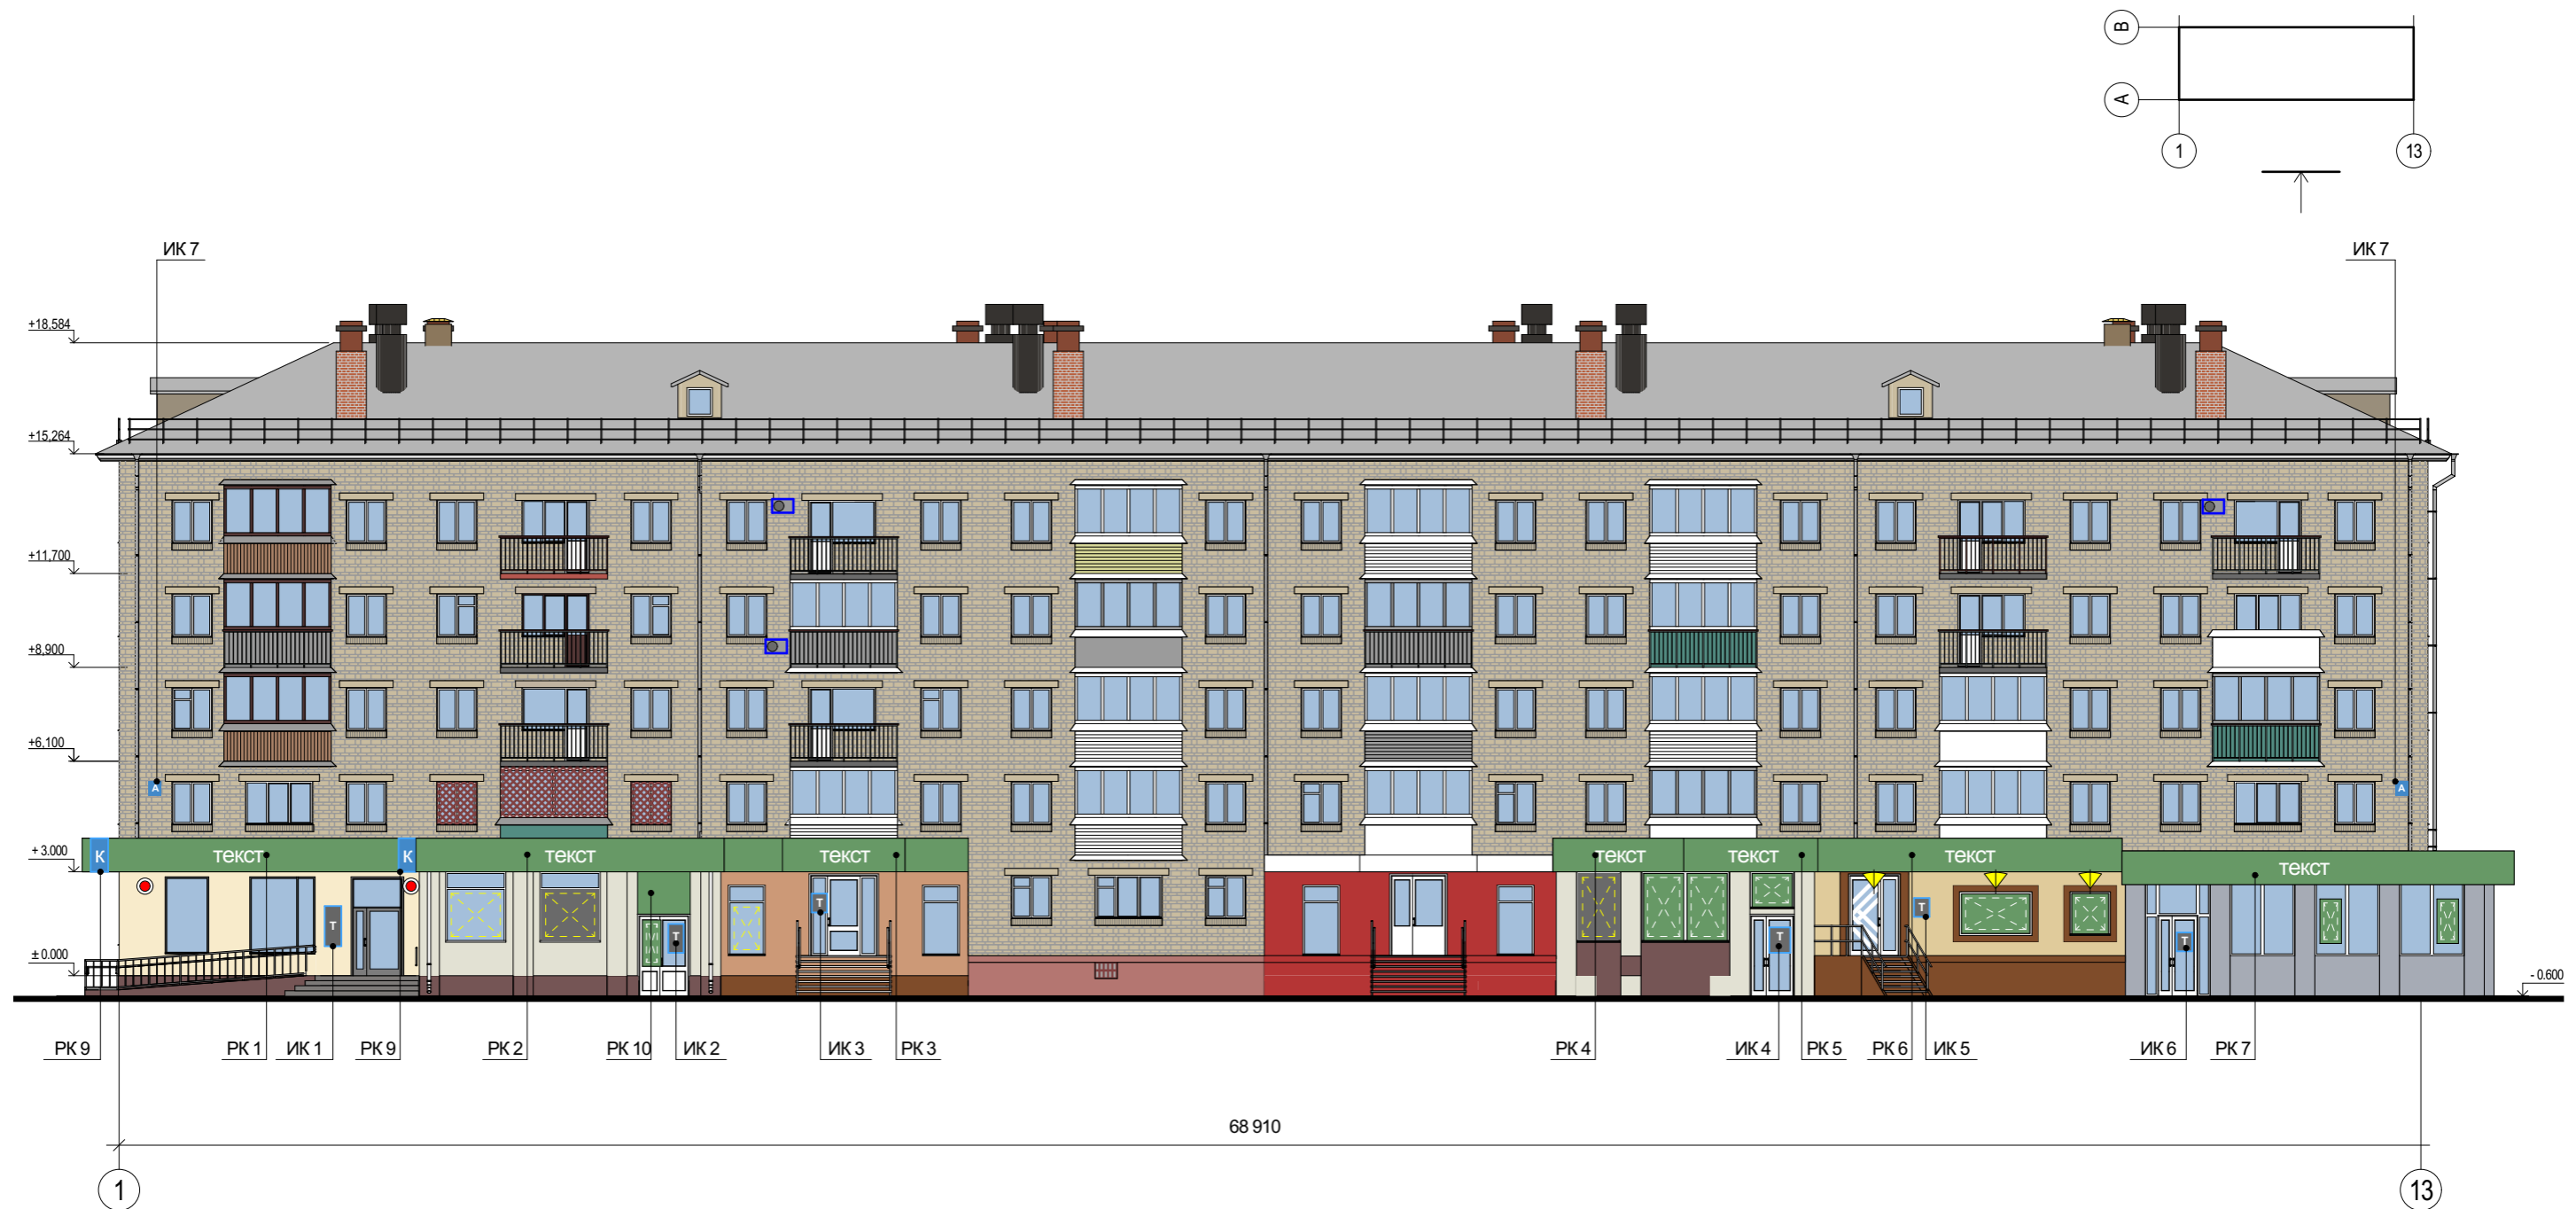 В
А
1
13
ИК 7
ИК 7
+18.584
+15,264
+11,700
+8,900
+6,100
А
А
+ 3.000
К
текст
К
текст
текст
текст
текст
текст
текст
Т
Т
Т
Т
Т
Т
± 0.000
- 0.600
РК 9
РК 1
ИК 1
РК 9
РК 2
РК 10
ИК 2
ИК 3
РК 3
РК 4
ИК 4
РК 5
РК 6
ИК 5
ИК 6
РК 7
68 910
1
13